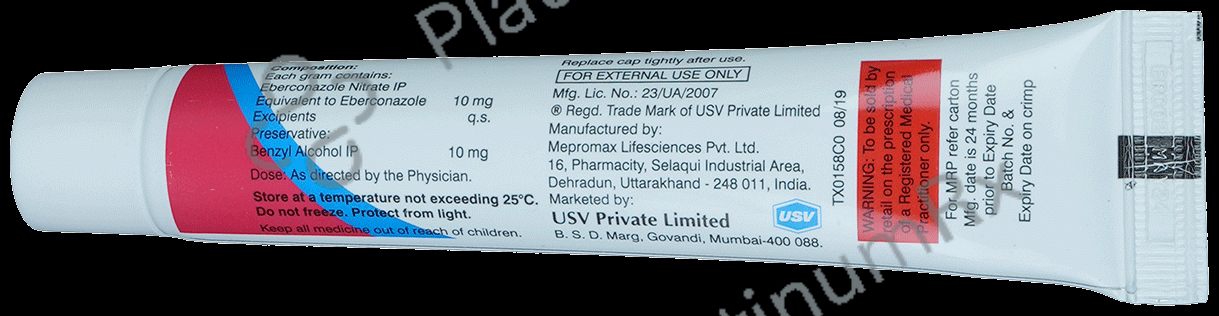 Composition:
Each gram contains:
Eberconazole Nitrate IP
Equivalent to Eberconazole 10 mg
Excipients q.s.
Preservative:
Benzyl Alcohol IP 10 mg
Dose: As directed by the Physician.
Store at a temperature not exceeding 25°C.
Do not freeze. Protect from light.
Keep all medicine out of reach of children.
Replace cap tightly after use.
FOR EXTERNAL USE ONLY
Mfg. Lic. No.: 23/UA/2007
® Regd. Trade Mark of USV Private Limited
Manufactured by:
Mepromax Lifesciences Pvt. Ltd.
16, Pharmacity, Selaqui Industrial Area,
Dehradun, Uttarakhand - 248 011, India.
Marketed by:
USV Private Limited
B. S. D. Marg, Govandi, Mumbai-400 088.
USV
TX0158C0 08/19
WARNING: To be sold by
retail on the prescription
of a Registered Medical
Practitioner only.
For MRP refer carton
Mfg. date is 24 months
prior to Expiry Date
Batch No. &
Expiry Date on crimp